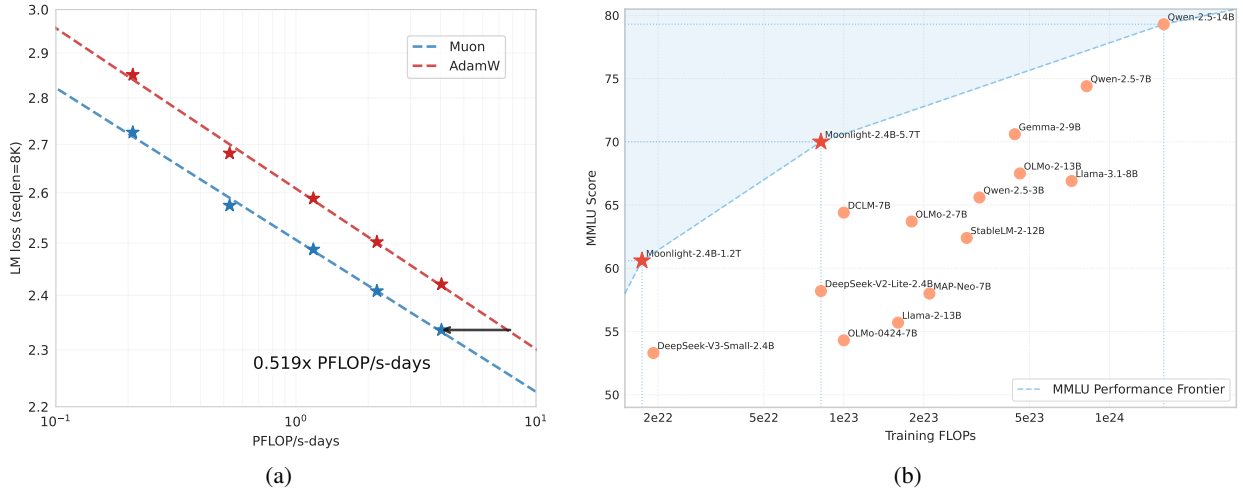 3.0
2.9
2.8
2.7
2.6
2.5
2.4
2.3
2.2
LM loss (seqlen=8K)
Muon
AdamW
0.519x PFLOP/s-days
10⁻¹
10⁰
10¹
PFLOP/s-days
(a)
80
75
70
65
60
55
50
MMLU Score
Qwen-2.5-14B
Qwen-2.5-7B
Gemma-2-9B
Moonlight-2.4B-5.7T
OLMo-2-13B
Llama-3.1-8B
Qwen-2.5-3B
DCLM-7B
OLMo-2-7B
StableLM-2-12B
Moonlight-2.4B-1.2T
DeepSeek-V2-Lite-2.4B
MAP-Neo-7B
Llama-2-13B
OLMo-0424-7B
DeepSeek-V3-Small-2.4B
MMLU Performance Frontier
2e22
5e22
1e23
2e23
5e23
1e24
Training FLOPs
(b)